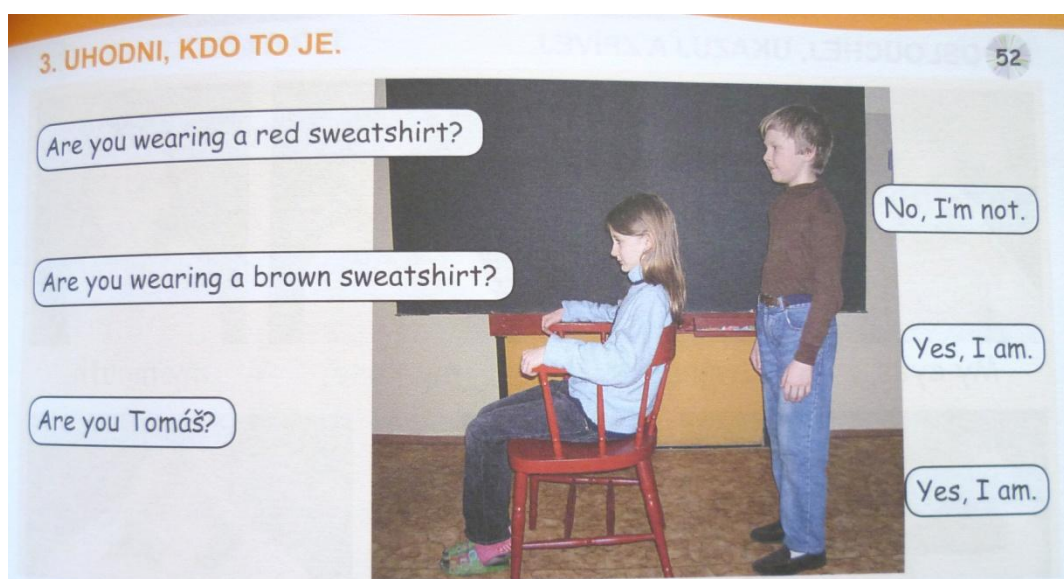 3. UHODNI, KDO TO JE.
52
Are you wearing a red sweatshirt?
No, I'm not.
Are you wearing a brown sweatshirt?
Yes, I am.
Are you Tomáš?
Yes, I am.